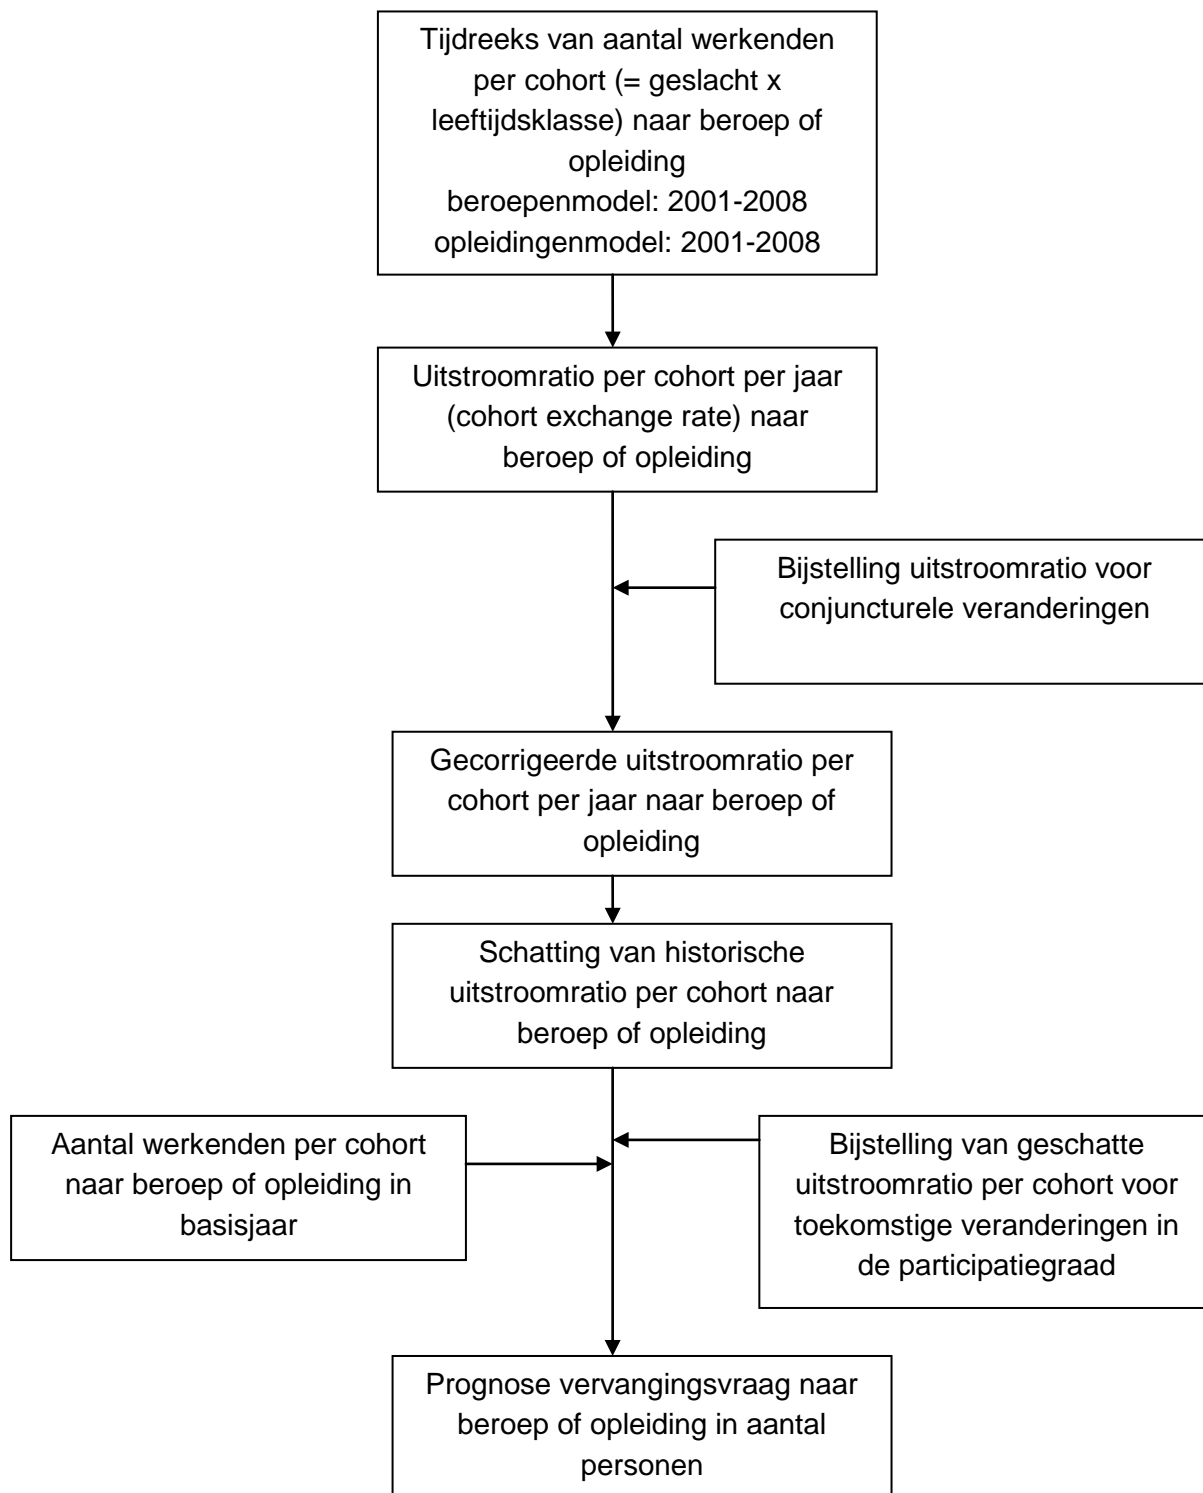 Tijdreeks van aantal werkenden
per cohort (= geslacht x
leeftijdsklasse) naar beroep of
opleiding
beroepenmodel: 2001-2008
opleidingenmodel: 2001-2008
Uitstroomratio per cohort per jaar
(cohort exchange rate) naar
beroep of opleiding
Bijstelling uitstroomratio voor
conjuncturele veranderingen
Gecorrigeerde uitstroomratio per
cohort per jaar naar beroep of
opleiding
Schatting van historische
uitstroomratio per cohort naar
beroep of opleiding
Aantal werkenden per cohort
naar beroep of opleiding in
basisjaar
Bijstelling van geschatte
uitstroomratio per cohort voor
toekomstige veranderingen in
de participatiegraad
Prognose vervangingsvraag naar
beroep of opleiding in aantal
personen